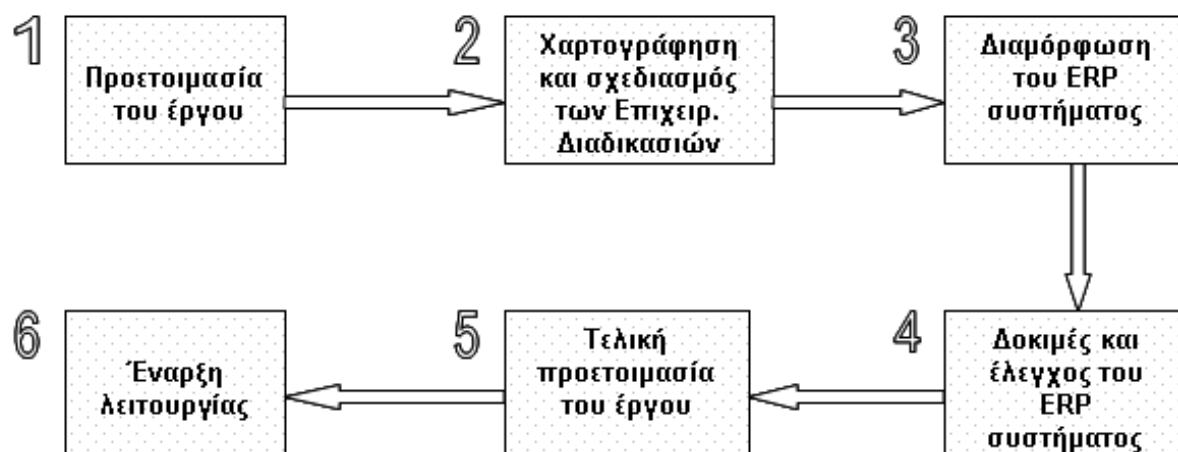 1
Προετοιμασία
του έργου
2
Χαρτογράφηση
και σχεδιασμός
των Επιχειρ.
Διαδικασιών
3
Διαμόρφωση
του ERP
συστήματος
4
Δοκιμές και
έλεγχος του
ERP
συστήματος
5
Τελική
προετοιμασία
του έργου
6
Έναρξη
λειτουργίας